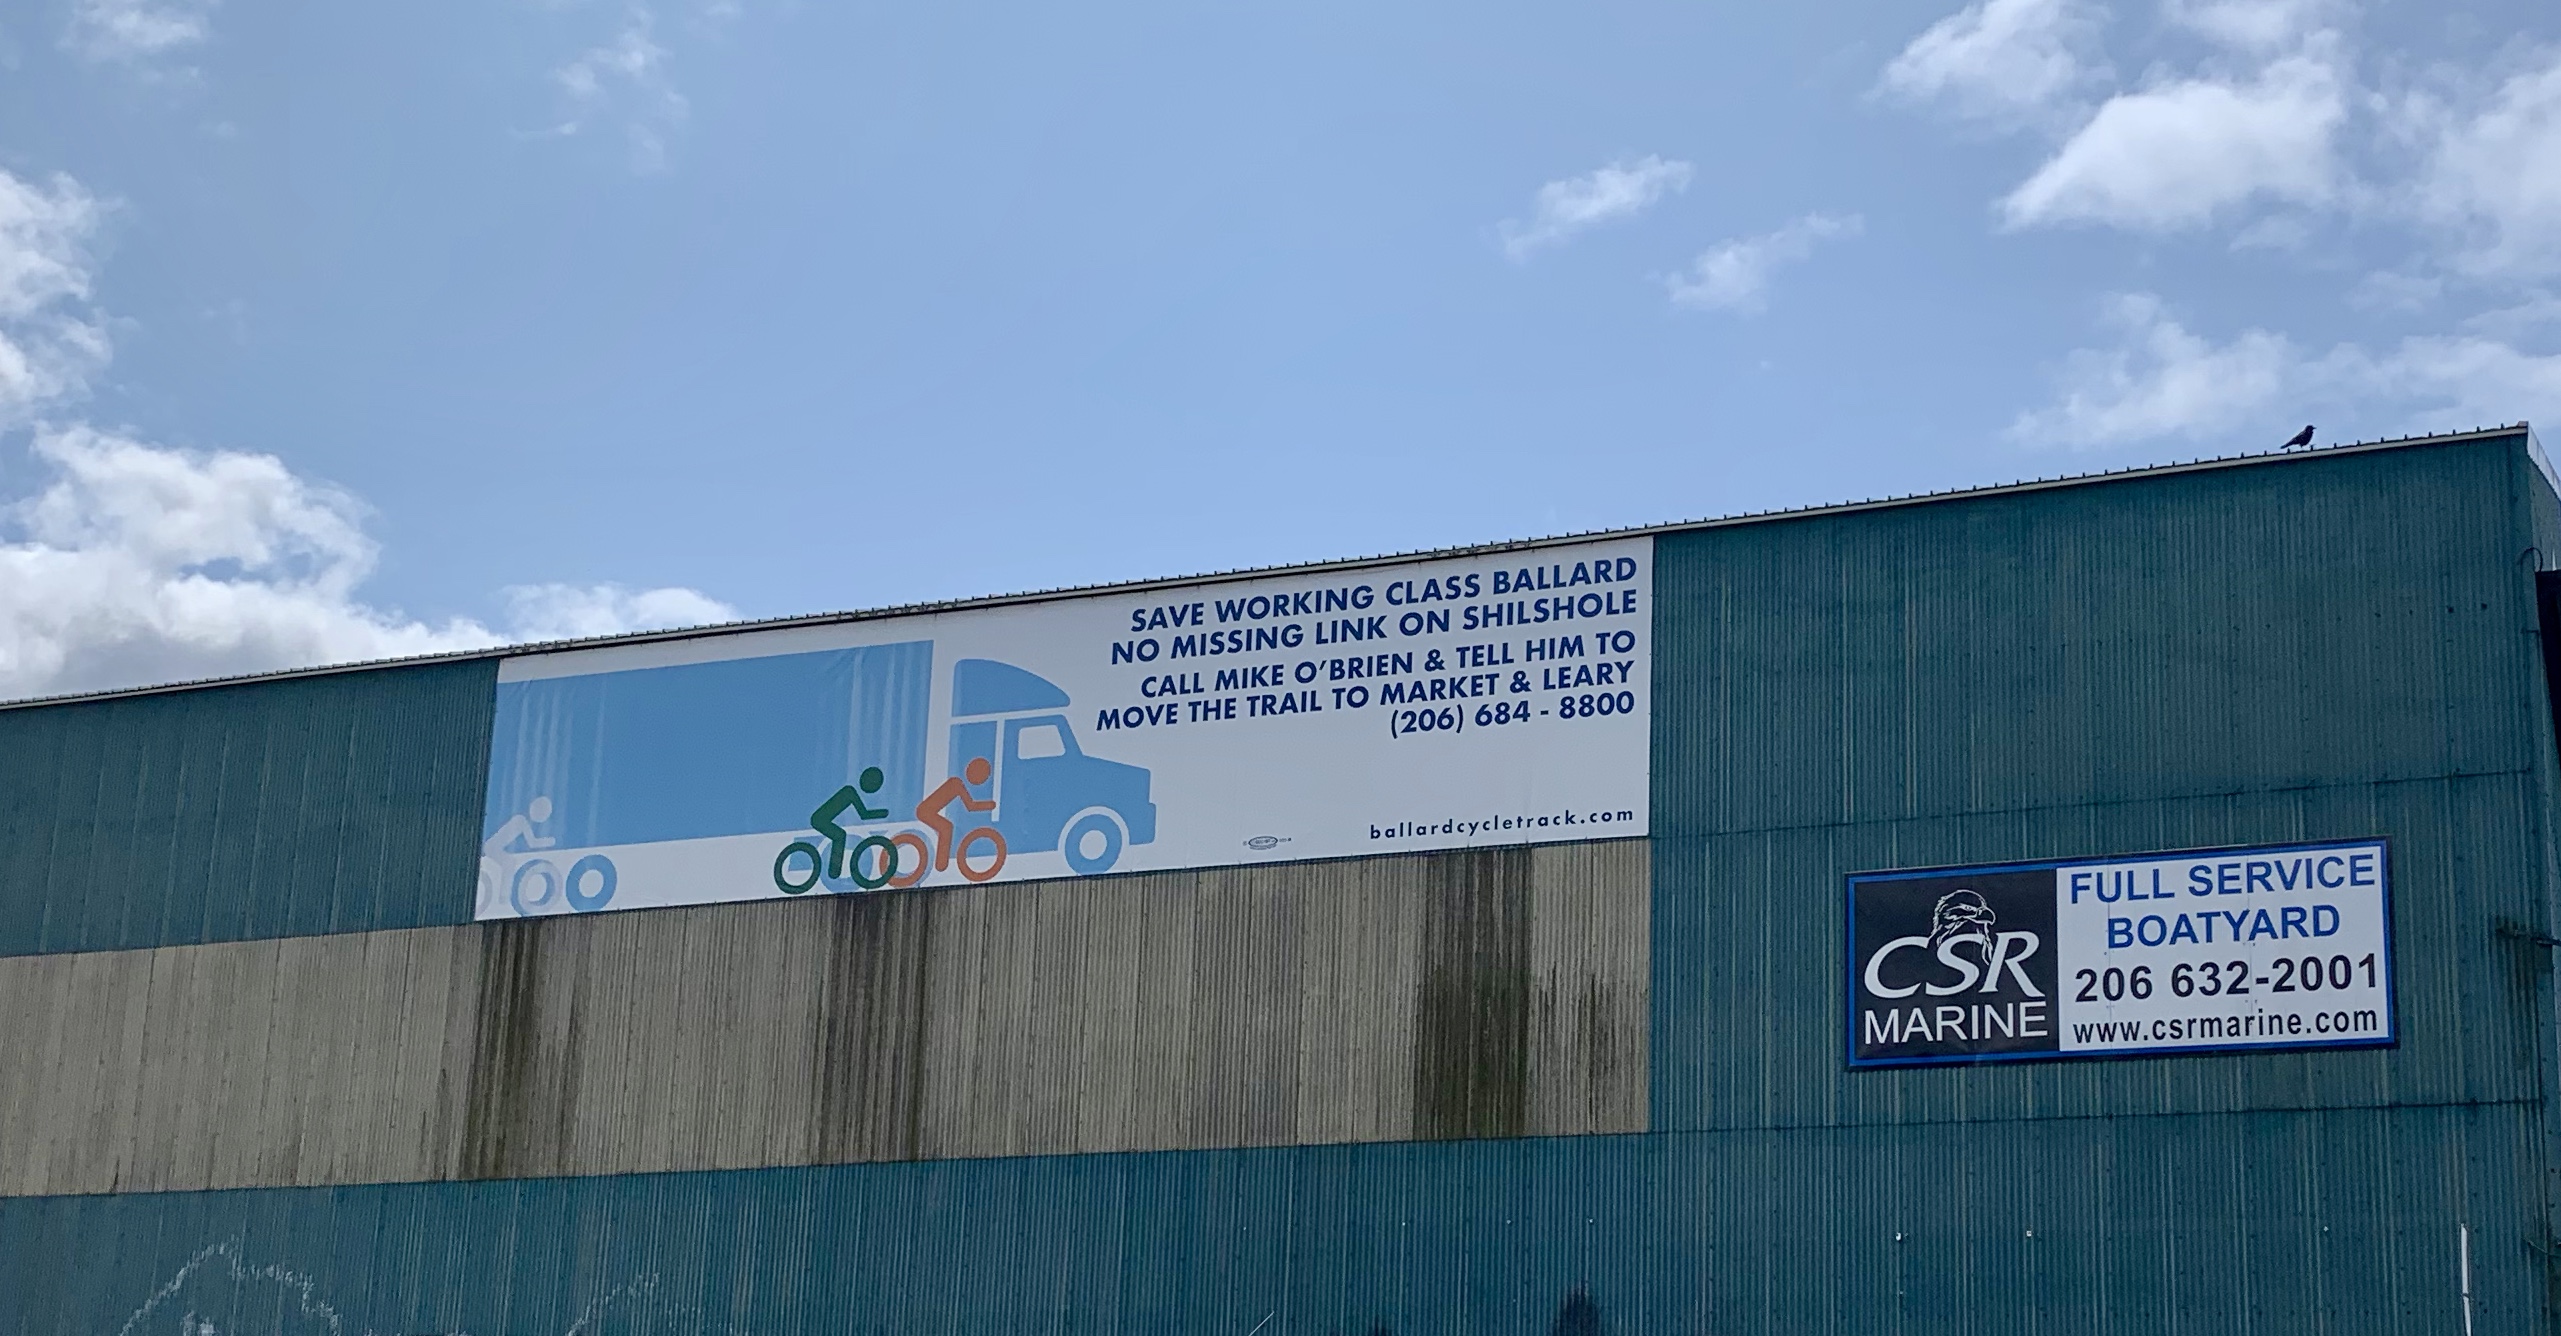 SAVE WORKING CLASS BALLARD
NO MISSING LINK ON SHILSHOLE
CALL MIKE O'BRIEN & TELL HIM TO
MOVE THE TRAIL TO MARKET & LEARY
(206) 684 - 8800
ballardcycletrack.com
CSR
MARINE
FULL SERVICE
BOATYARD
206 632-2001
www.csrmarine.com